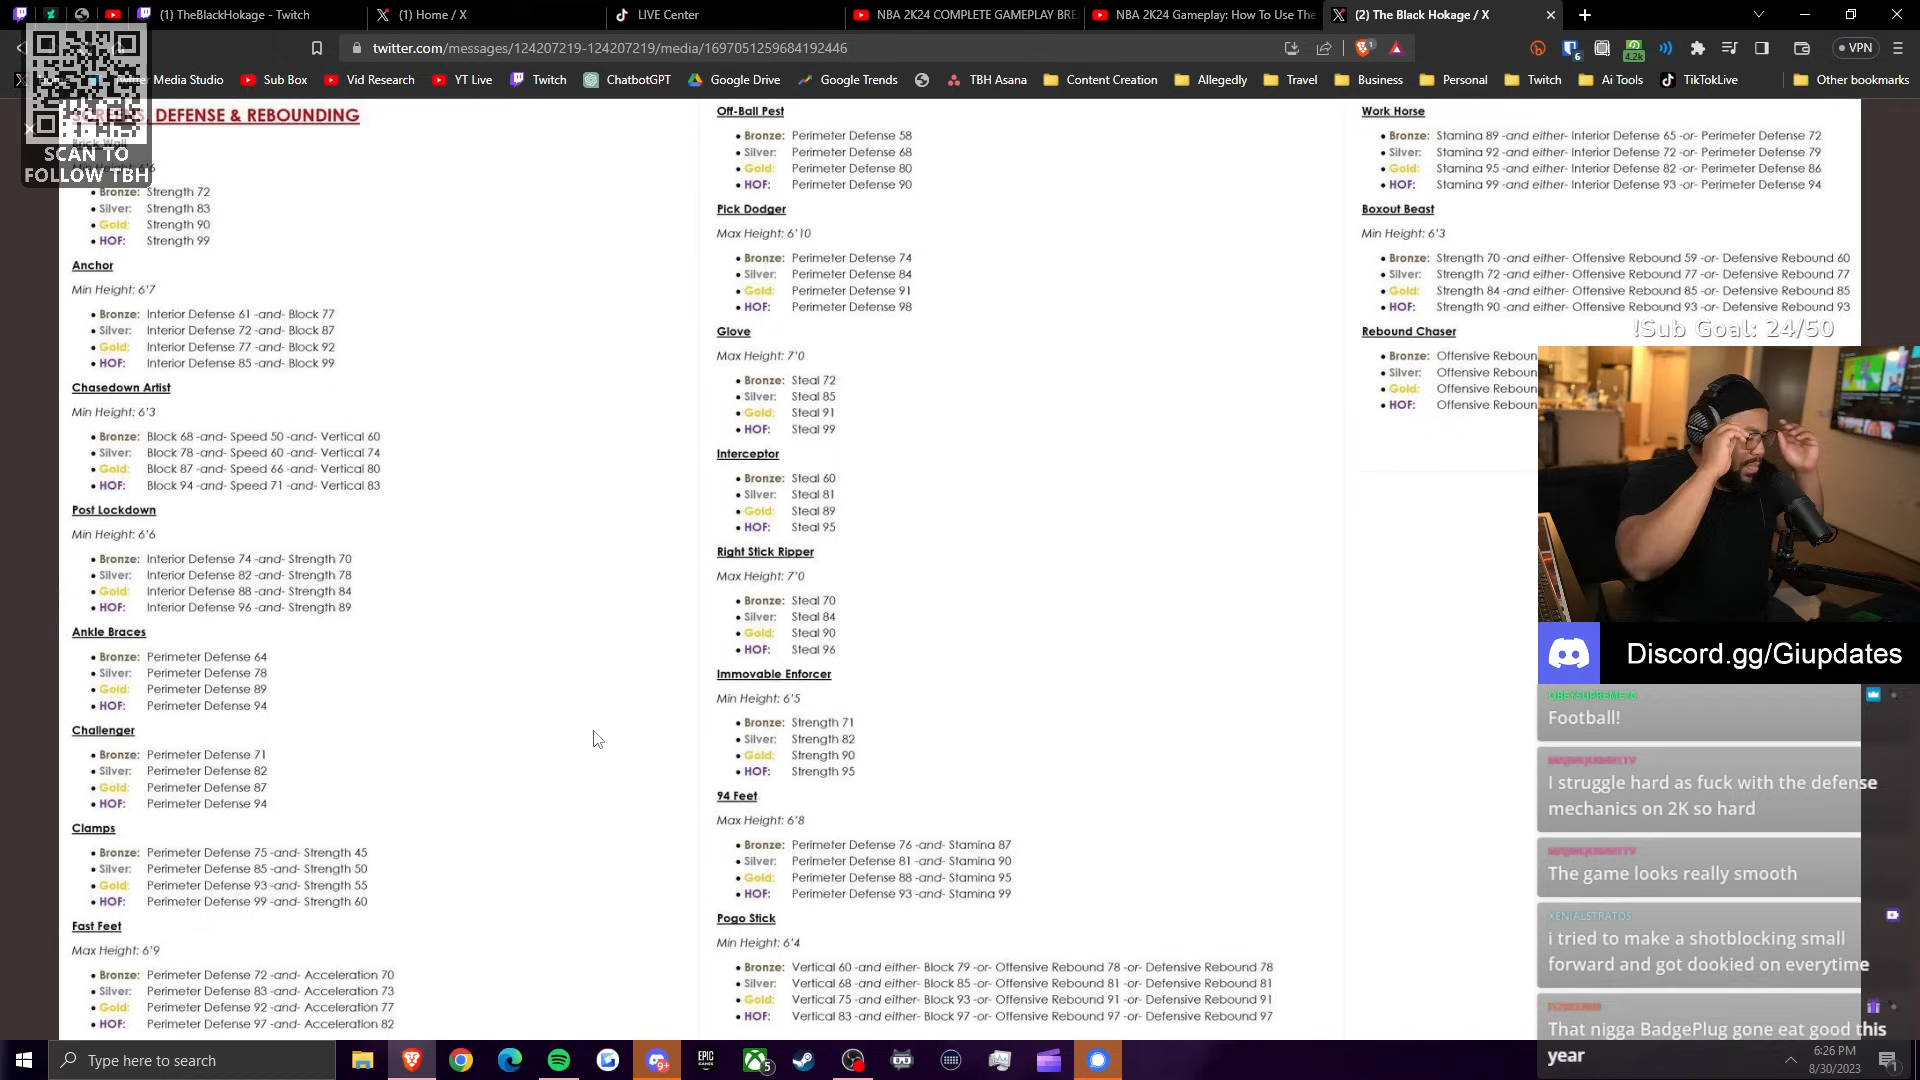 (1) TheBlackHokage - Twitch
(1) Home / X
LIVE Center
NBA 2K24 COMPLETE GAMEPLAY BRE
NBA 2K24 Gameplay: How To Use The
(2) The Black Hokage / X
twitter.com/messages/124207219-124207219/media/1697051259684192446
VPN
Twitter Media Studio
Sub Box
Vid Research
YT Live
Twitch
ChatbotGPT
Google Drive
Google Trends
TBH Asana
Content Creation
Allegedly
Travel
Business
Personal
Twitch
Ai Tools
TikTokLive
Other bookmarks
SCAN TO
FOLLOW TBH
SCREENS, DEFENSE & REBOUNDING
Brick Wall
• Bronze: Strength 72
• Silver: Strength 83
• Gold: Strength 90
• HOF: Strength 99
Anchor
Min Height: 6'7
• Bronze: Interior Defense 61 -and- Block 77
• Silver: Interior Defense 72 -and- Block 87
• Gold: Interior Defense 77 -and- Block 92
• HOF: Interior Defense 85 -and- Block 99
Chasedown Artist
Min Height: 6'3
• Bronze: Block 68 -and- Speed 50 -and- Vertical 60
• Silver: Block 78 -and- Speed 60 -and- Vertical 74
• Gold: Block 87 -and- Speed 66 -and- Vertical 80
• HOF: Block 94 -and- Speed 71 -and- Vertical 83
Post Lockdown
Min Height: 6'6
• Bronze: Interior Defense 74 -and- Strength 70
• Silver: Interior Defense 82 -and- Strength 78
• Gold: Interior Defense 88 -and- Strength 84
• HOF: Interior Defense 96 -and- Strength 89
Ankle Braces
• Bronze: Perimeter Defense 64
• Silver: Perimeter Defense 78
• Gold: Perimeter Defense 89
• HOF: Perimeter Defense 94
Challenger
• Bronze: Perimeter Defense 71
• Silver: Perimeter Defense 82
• Gold: Perimeter Defense 87
• HOF: Perimeter Defense 94
Clamps
• Bronze: Perimeter Defense 75 -and- Strength 45
• Silver: Perimeter Defense 85 -and- Strength 50
• Gold: Perimeter Defense 93 -and- Strength 55
• HOF: Perimeter Defense 99 -and- Strength 60
Fast Feet
Max Height: 6'9
• Bronze: Perimeter Defense 72 -and- Acceleration 70
• Silver: Perimeter Defense 83 -and- Acceleration 73
• Gold: Perimeter Defense 92 -and- Acceleration 77
• HOF: Perimeter Defense 97 -and- Acceleration 82
Off-Ball Pest
• Bronze: Perimeter Defense 58
• Silver: Perimeter Defense 68
• Gold: Perimeter Defense 80
• HOF: Perimeter Defense 90
Pick Dodger
Max Height: 6'10
• Bronze: Perimeter Defense 74
• Silver: Perimeter Defense 84
• Gold: Perimeter Defense 91
• HOF: Perimeter Defense 98
Glove
Max Height: 7'0
• Bronze: Steal 72
• Silver: Steal 85
• Gold: Steal 91
• HOF: Steal 99
Interceptor
• Bronze: Steal 60
• Silver: Steal 81
• Gold: Steal 89
• HOF: Steal 95
Right Stick Ripper
Max Height: 7'0
• Bronze: Steal 70
• Silver: Steal 84
• Gold: Steal 90
• HOF: Steal 96
Immovable Enforcer
Min Height: 6'5
• Bronze: Strength 71
• Silver: Strength 82
• Gold: Strength 90
• HOF: Strength 95
94 Feet
Max Height: 6'8
• Bronze: Perimeter Defense 76 -and- Stamina 87
• Silver: Perimeter Defense 81 -and- Stamina 90
• Gold: Perimeter Defense 88 -and- Stamina 95
• HOF: Perimeter Defense 93 -and- Stamina 99
Pogo Stick
Min Height: 6'4
• Bronze: Vertical 60 -and either- Block 79 -or- Offensive Rebound 78 -or- Defensive Rebound 78
• Silver: Vertical 68 -and either- Block 85 -or- Offensive Rebound 81 -or- Defensive Rebound 81
• Gold: Vertical 75 -and either- Block 93 -or- Offensive Rebound 91 -or- Defensive Rebound 91
• HOF: Vertical 83 -and either- Block 97 -or- Offensive Rebound 97 -or- Defensive Rebound 97
Work Horse
• Bronze: Stamina 89 -and either- Interior Defense 65 -or- Perimeter Defense 72
• Silver: Stamina 92 -and either- Interior Defense 72 -or- Perimeter Defense 79
• Gold: Stamina 95 -and either- Interior Defense 82 -or- Perimeter Defense 86
• HOF: Stamina 99 -and either- Interior Defense 93 -or- Perimeter Defense 94
Boxout Beast
Min Height: 6'3
• Bronze: Strength 70 -and either- Offensive Rebound 59 -or- Defensive Rebound 60
• Silver: Strength 72 -and either- Offensive Rebound 77 -or- Defensive Rebound 77
• Gold: Strength 84 -and either- Offensive Rebound 85 -or- Defensive Rebound 85
• HOF: Strength 90 -and either- Offensive Rebound 93 -or- Defensive Rebound 93
Rebound Chaser
• Bronze: Offensive Reboun
• Silver: Offensive Reboun
• Gold: Offensive Reboun
• HOF: Offensive Reboun
!Sub Goal: 24/50
Discord.gg/Giupdates
Football!
I struggle hard as fuck with the defense
mechanics on 2K so hard
The game looks really smooth
XENIALSTRATOS
i tried to make a shotblocking small
forward and got dookied on everytime
That nigga BadgePlug gone eat good this
year
Type here to search
EPIC
GAMES
6:26 PM
8/30/2023